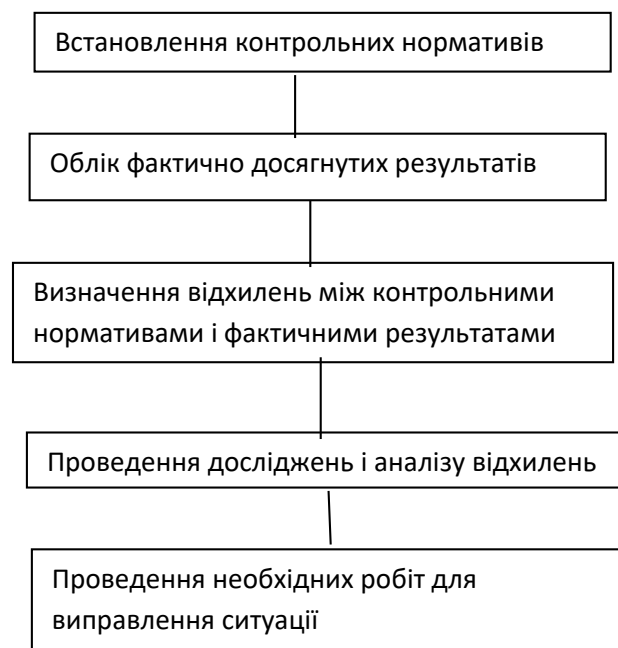 Встановлення контрольних нормативів
Облік фактично досягнутих результатів
Визначення відхилень між контрольними
нормативами і фактичними результатами
Проведення досліджень і аналізу відхилень
Проведення необхідних робіт для
виправлення ситуації